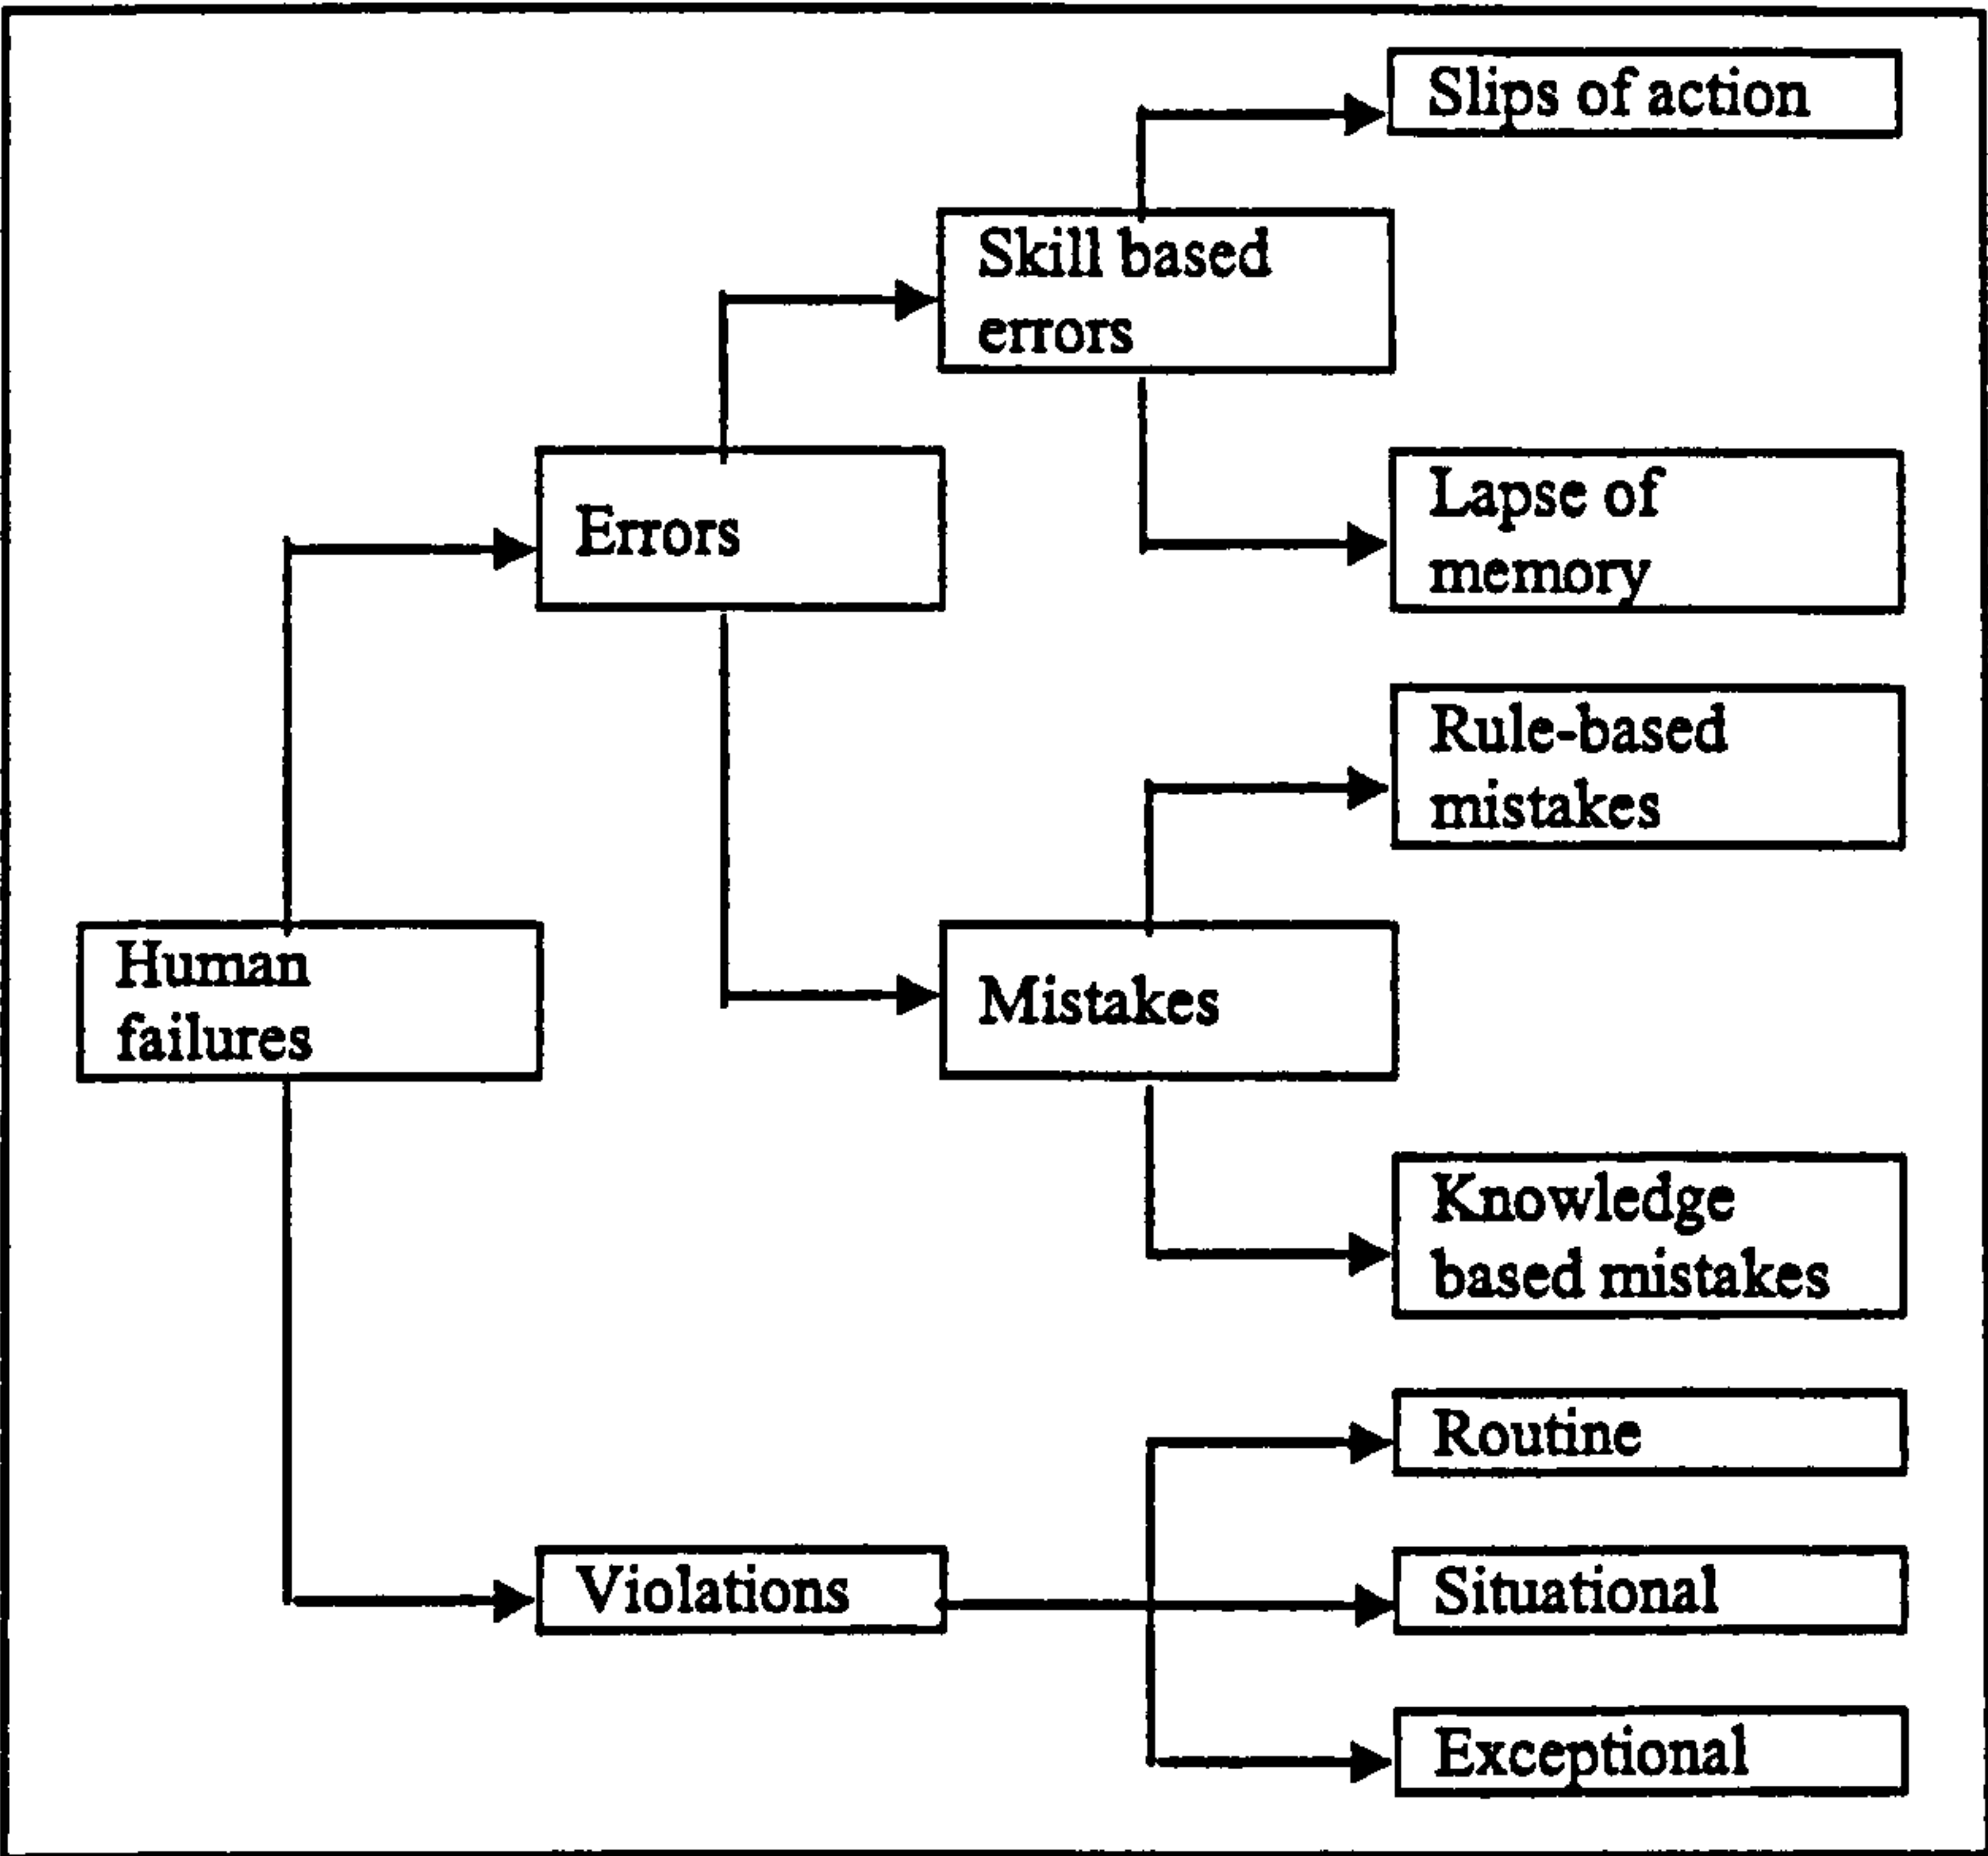 Slips of action
Skill based
errors
Errors
Lapse of
memory
Rule-based
mistakes
Human
failures
Mistakes
Knowledge
based mistakes
Routine
Violations
Situational
Exceptional